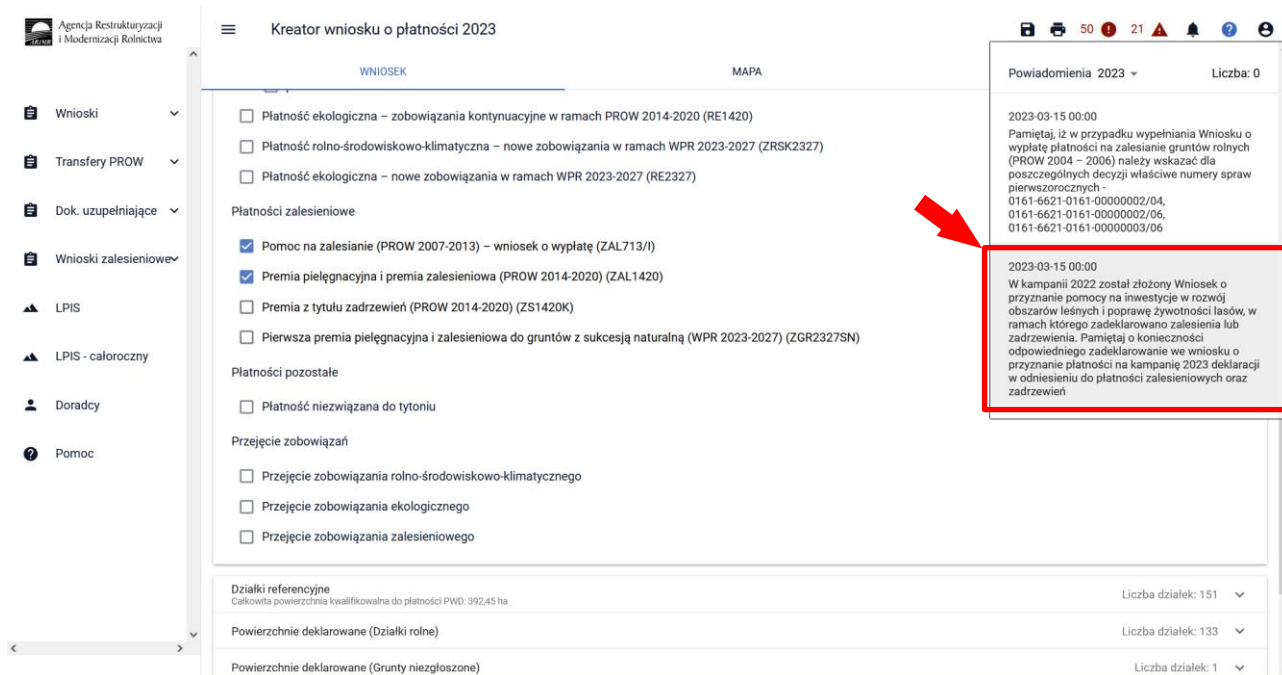 Agencja Restrukturyzacji
i Modernizacji Rolnictwa
Kreator wniosku o płatności 2023
50
21
WNIOSEK
MAPA
Wnioski
Transfery PROW
Dok. uzupełniające
Wnioski zalesieniowe
LPIS
LPIS - całoroczny
Doradcy
Pomoc
Płatność ekologiczna – zobowiązania kontynuacyjne w ramach PROW 2014-2020 (RE1420)
Płatność rolno-środowiskowo-klimatyczna – nowe zobowiązania w ramach WPR 2023-2027 (ZRSK2327)
Płatność ekologiczna – nowe zobowiązania w ramach WPR 2023-2027 (RE2327)
Płatności zalesieniowe
Pomoc na zalesianie (PROW 2007-2013) – wniosek o wypłatę (ZAL713/I)
Premia pielęgnacyjna i premia zalesieniowa (PROW 2014-2020) (ZAL1420)
Premia z tytułu zadrzewień (PROW 2014-2020) (ZS1420K)
Pierwsza premia pielęgnacyjna i zalesieniowa do gruntów z sukcesją naturalną (WPR 2023-2027) (ZGR2327SN)
Płatności pozostałe
Płatność niezwiązana do tytoniu
Przejęcie zobowiązań
Przejęcie zobowiązania rolno-środowiskowo-klimatycznego
Przejęcie zobowiązania ekologicznego
Przejęcie zobowiązania zalesieniowego
Działki referencyjne
Całkowita powierzchnia kwalifikowalna do płatności PWD: 392,45 ha
Liczba działek: 151
Powierzchnie deklarowane (Działki rolne)
Liczba działek: 133
Powierzchnie deklarowane (Grunty niezgłoszone)
Liczba działek: 1
Powiadomienia 2023
Liczba: 0
2023-03-15 00:00
Pamiętaj, iż w przypadku wypełniania Wniosku o
wypłatę płatności na zalesianie gruntów rolnych
(PROW 2004 – 2006) należy wskazać dla
poszczególnych decyzji właściwe numery spraw
pierwszorocznych -
0161-6621-0161-00000002/04,
0161-6621-0161-00000002/06,
0161-6621-0161-00000003/06
2023-03-15 00:00
W kampanii 2022 został złożony Wniosek o
przyznanie pomocy na inwestycje w rozwój
obszarów leśnych i poprawę żywotności lasów, w
ramach którego zadeklarowano zalesienia lub
zadrzewienia. Pamiętaj o konieczności
odpowiedniego zadeklarowanie we wniosku o
przyznanie płatności na kampanię 2023 deklaracji
w odniesieniu do płatności zalesieniowych oraz
zadrzewień